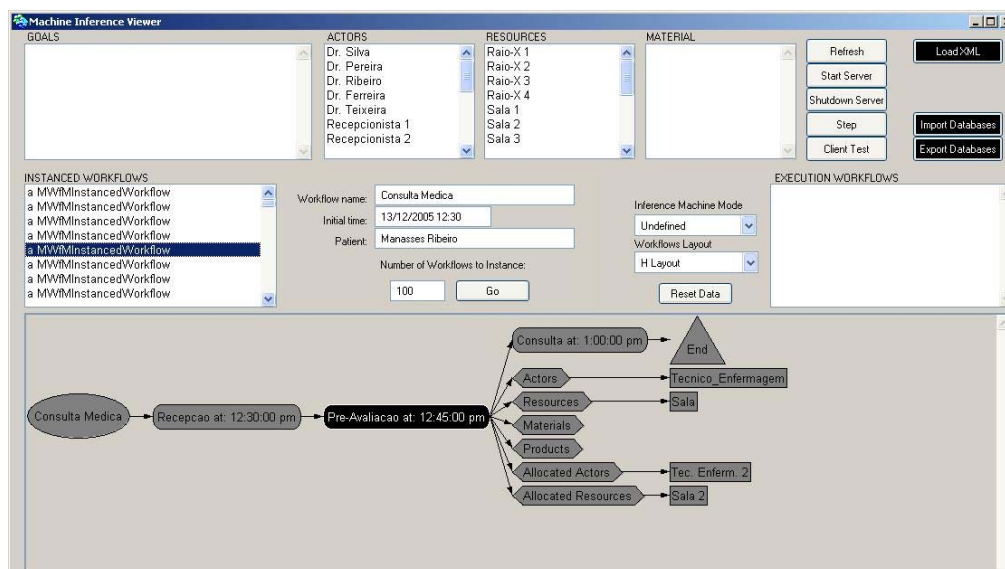 Machine Inference Viewer
GOALS
ACTORS
RESOURCES
MATERIAL
Dr. Silva
Dr. Pereira
Dr. Ribeiro
Dr. Ferreira
Dr. Teixeira
Recepcionista 1
Recepcionista 2
Raio-X 1
Raio-X 2
Raio-X 3
Raio-X 4
Sala 1
Sala 2
Sala 3
Refresh
Start Server
Shutdown Server
Step
Client Test
Load XML
Import Databases
Export Databases
INSTANCED WORKFLOWS
a MWfMInstancedWorkflow
a MWfMInstancedWorkflow
a MWfMInstancedWorkflow
a MWfMInstancedWorkflow
a MWfMInstancedWorkflow
a MWfMInstancedWorkflow
a MWfMInstancedWorkflow
a MWfMInstancedWorkflow
Workflow name: Consulta Medica
Initial time: 13/12/2005 12:30
Patient: Manasses Ribeiro
Number of Workflows to Instance:
100 Go
Inference Machine Mode
Undefined
Workflows Layout
H Layout
Reset Data
EXECUTION WORKFLOWS
Consulta Medica
Recepcao at: 12:30:00 pm
Pre-Avaliacao at: 12:45:00 pm
Consulta at: 1:00:00 pm
End
Actors
Tecnico_Enfermagem
Resources
Sala
Materials
Products
Allocated Actors
Tec. Enferm. 2
Allocated Resources
Sala 2